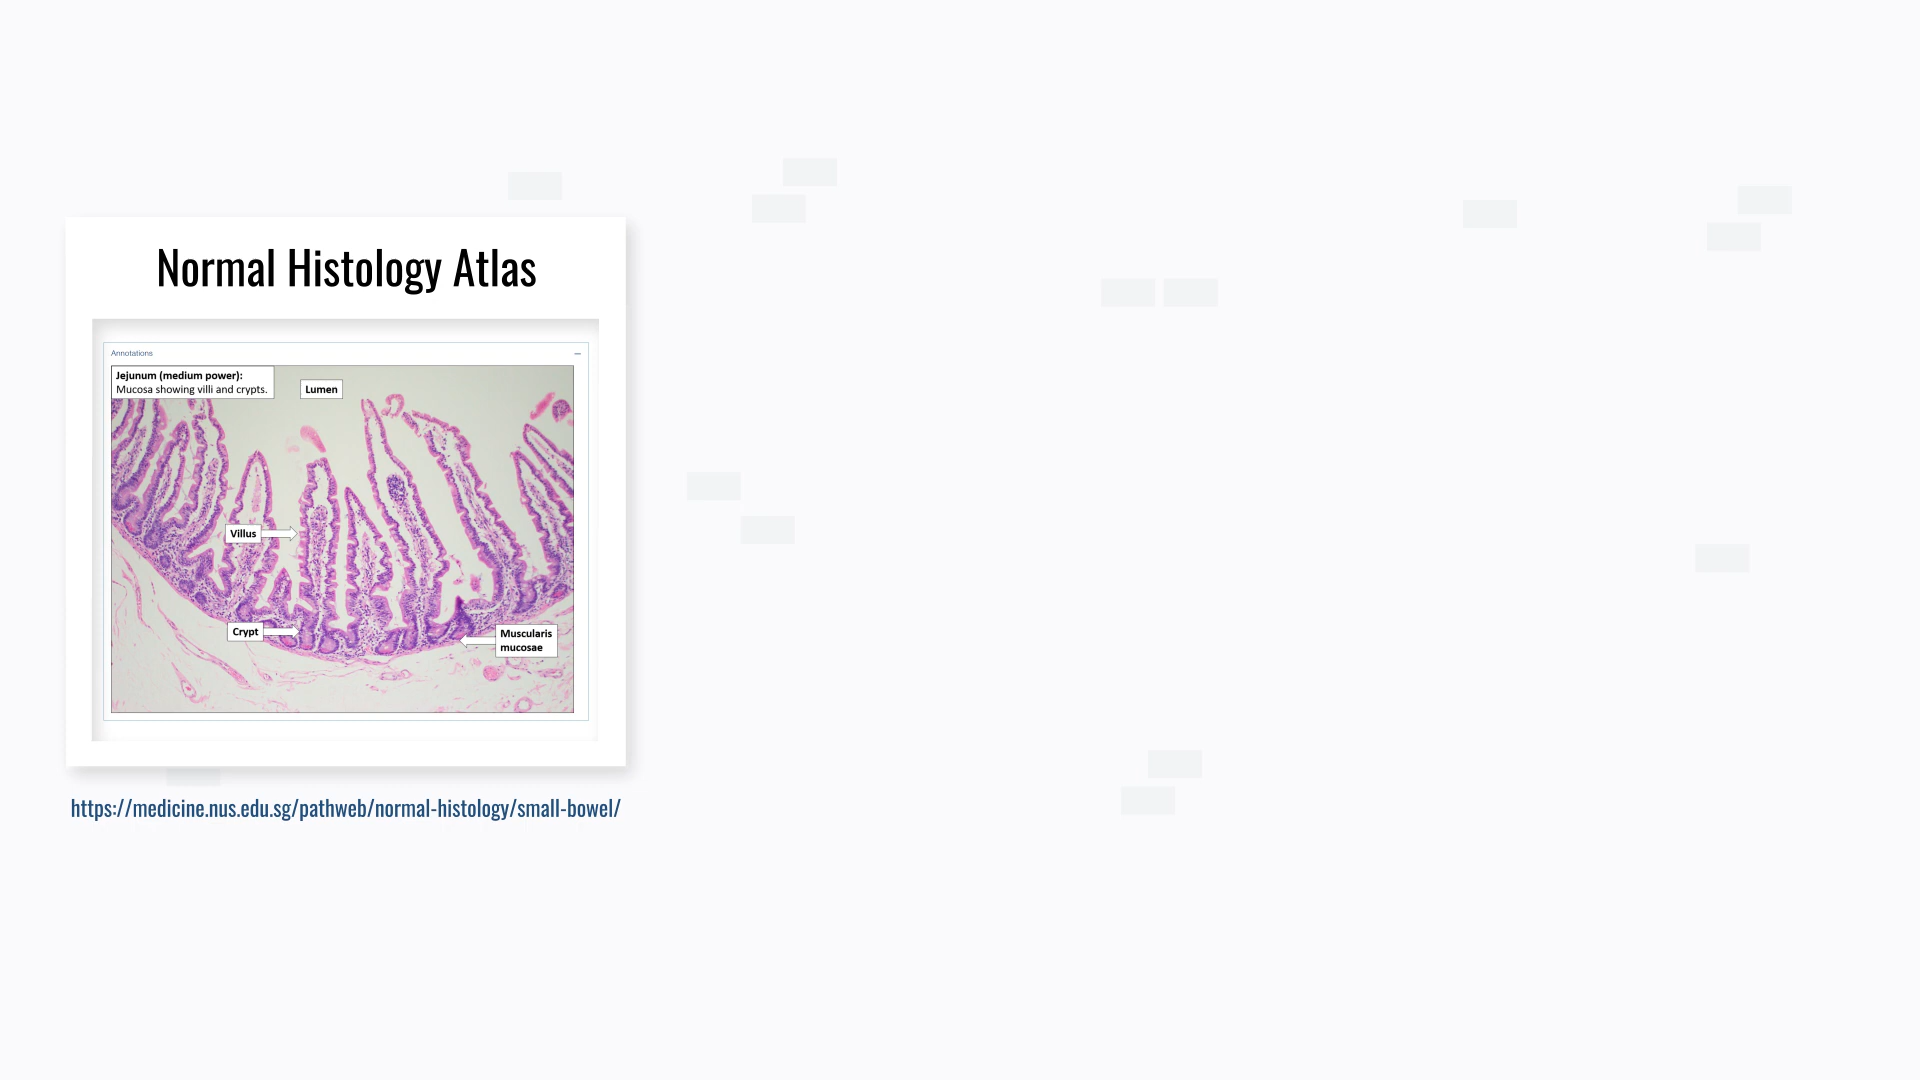 Normal Histology Atlas
Annotations
Jejunum (medium power):
Mucosa showing villi and crypts.
Lumen
Villus
Crypt
Muscularis
mucosae
https://medicine.nus.edu.sg/pathweb/normal-histology/small-bowel/